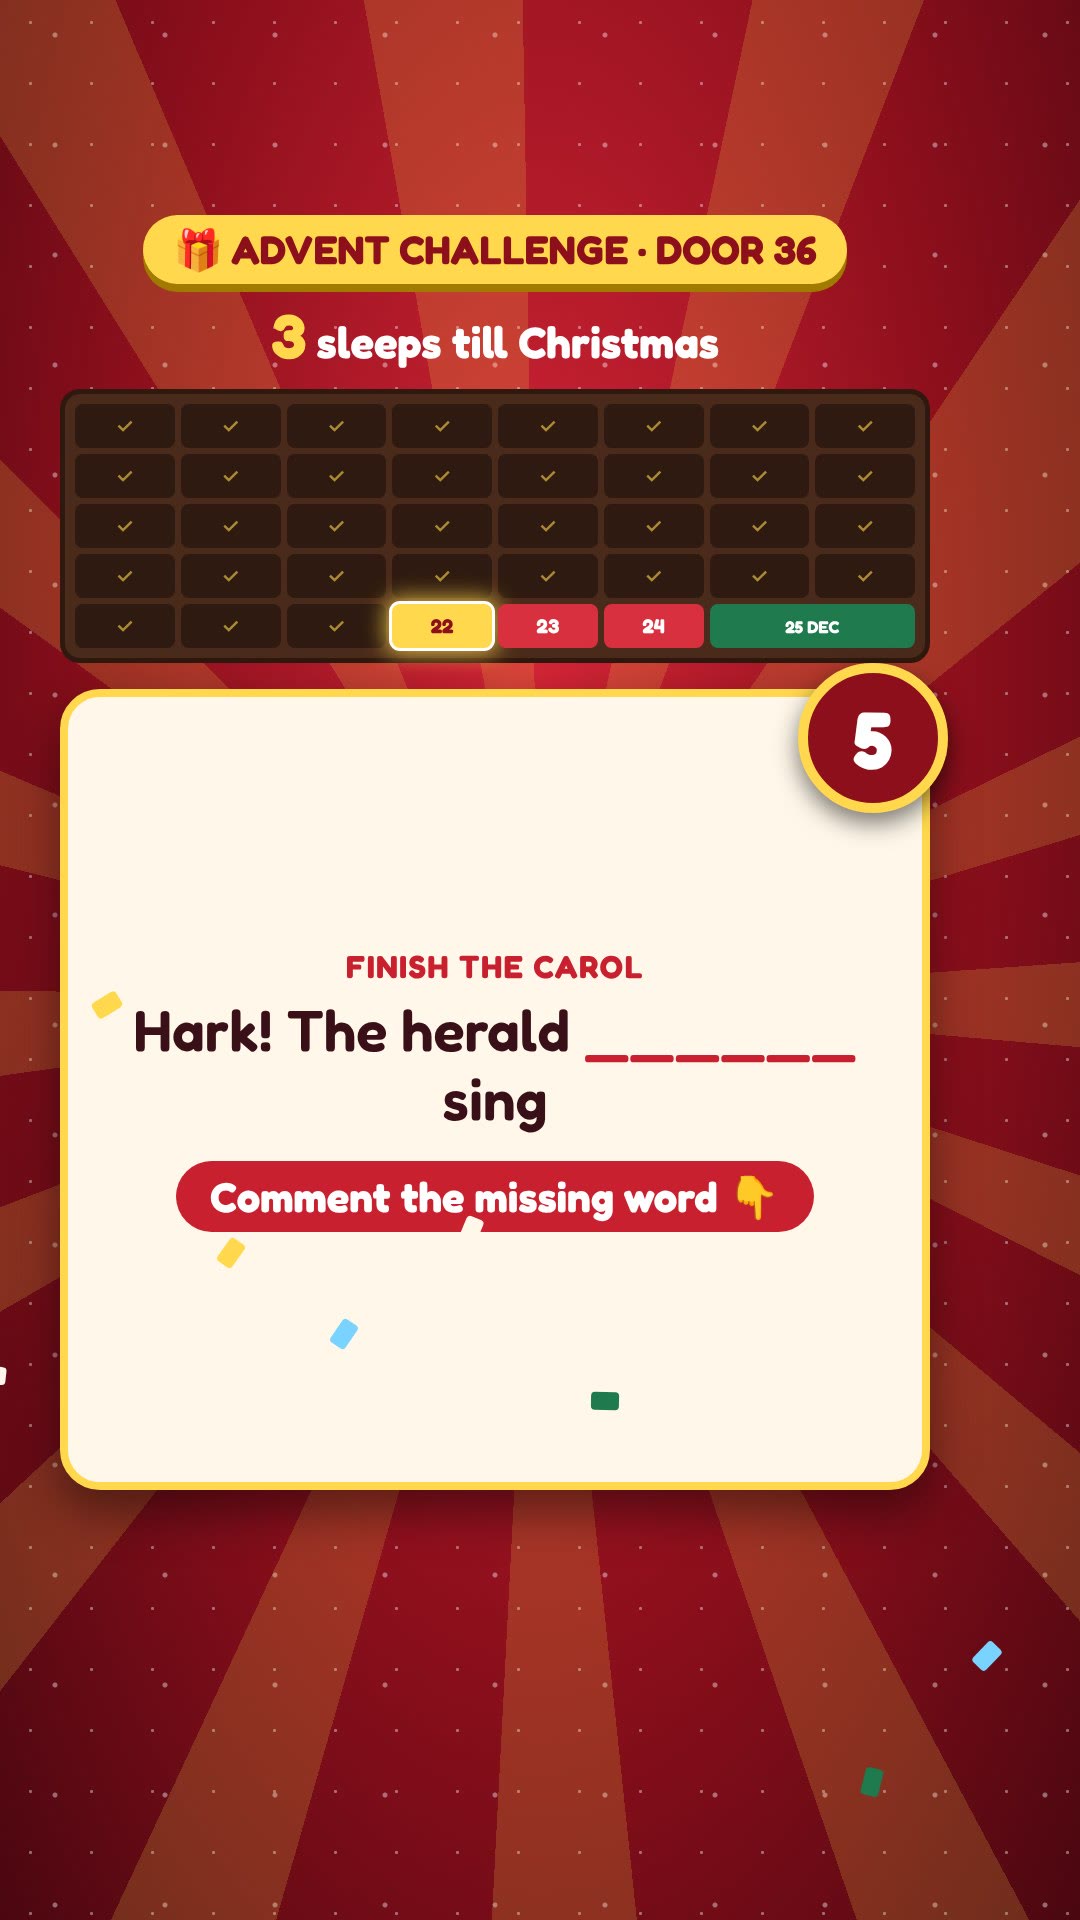 🎁 ADVENT CHALLENGE · DOOR 36
3 sleeps till Christmas
✓ ✓ ✓ ✓ ✓ ✓ ✓ ✓
✓ ✓ ✓ ✓ ✓ ✓ ✓ ✓
✓ ✓ ✓ ✓ ✓ ✓ ✓ ✓
✓ ✓ ✓ ✓ ✓ ✓ ✓ ✓
✓ ✓ ✓ 22 23 24 25 DEC
5
FINISH THE CAROL
Hark! The herald ______
sing
Comment the missing word 👇